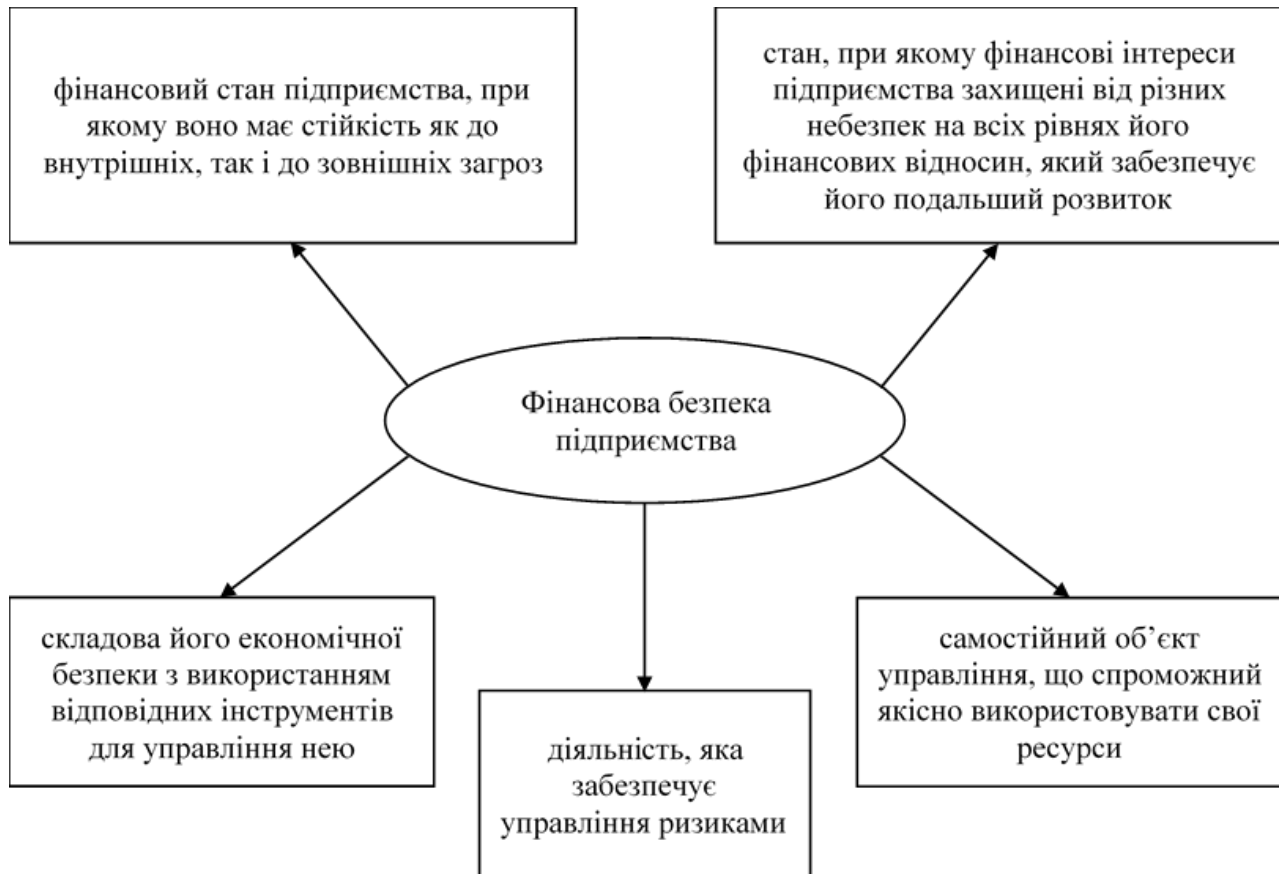 фінансовий стан підприємства, при
якому воно має стійкість як до
внутрішніх, так і до зовнішніх загроз
стан, при якому фінансові інтереси
підприємства захищені від різних
небезпек на всіх рівнях його
фінансових відносин, який забезпечує
його подальший розвиток
Фінансова безпека
підприємства
складова його економічної
безпеки з використанням
відповідних інструментів
для управління нею
діяльність, яка
забезпечує
управління ризиками
самостійний об’єкт
управління, що спроможний
якісно використовувати свої
ресурси